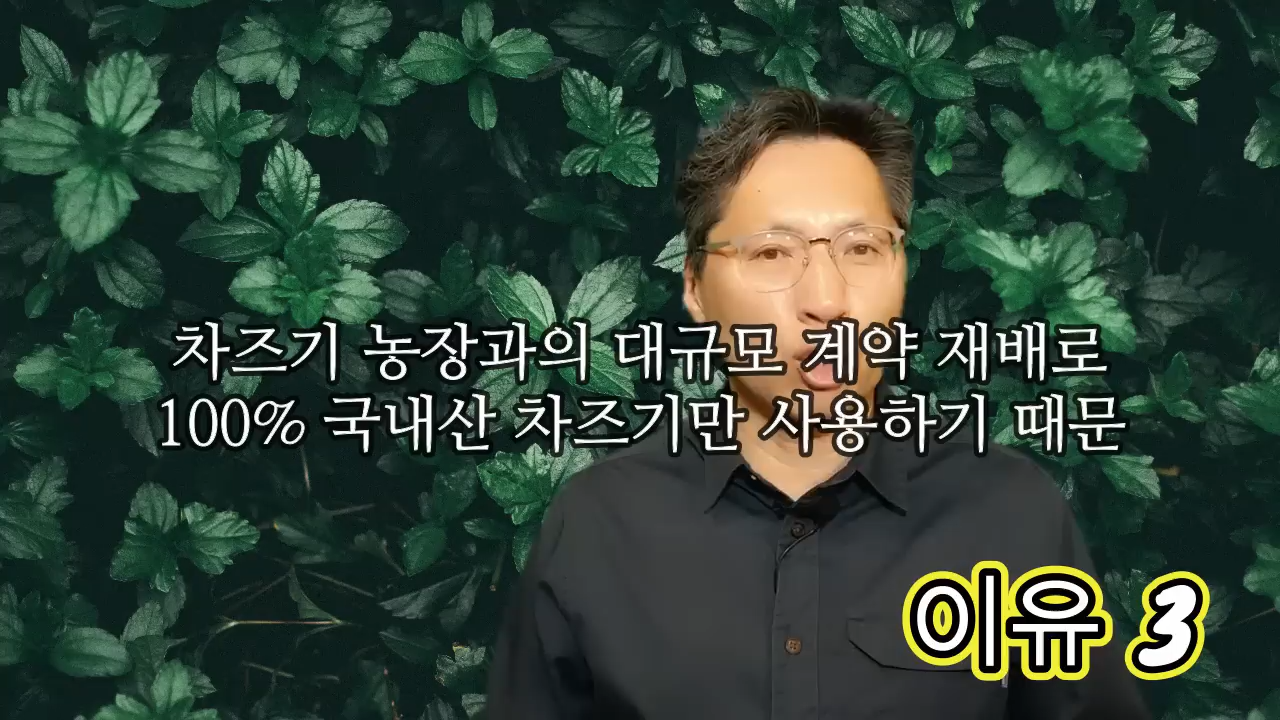 차즈기 농장과의 대규모 계약 재배로
100% 국내산 차즈기만 사용하기 때문
이유 3